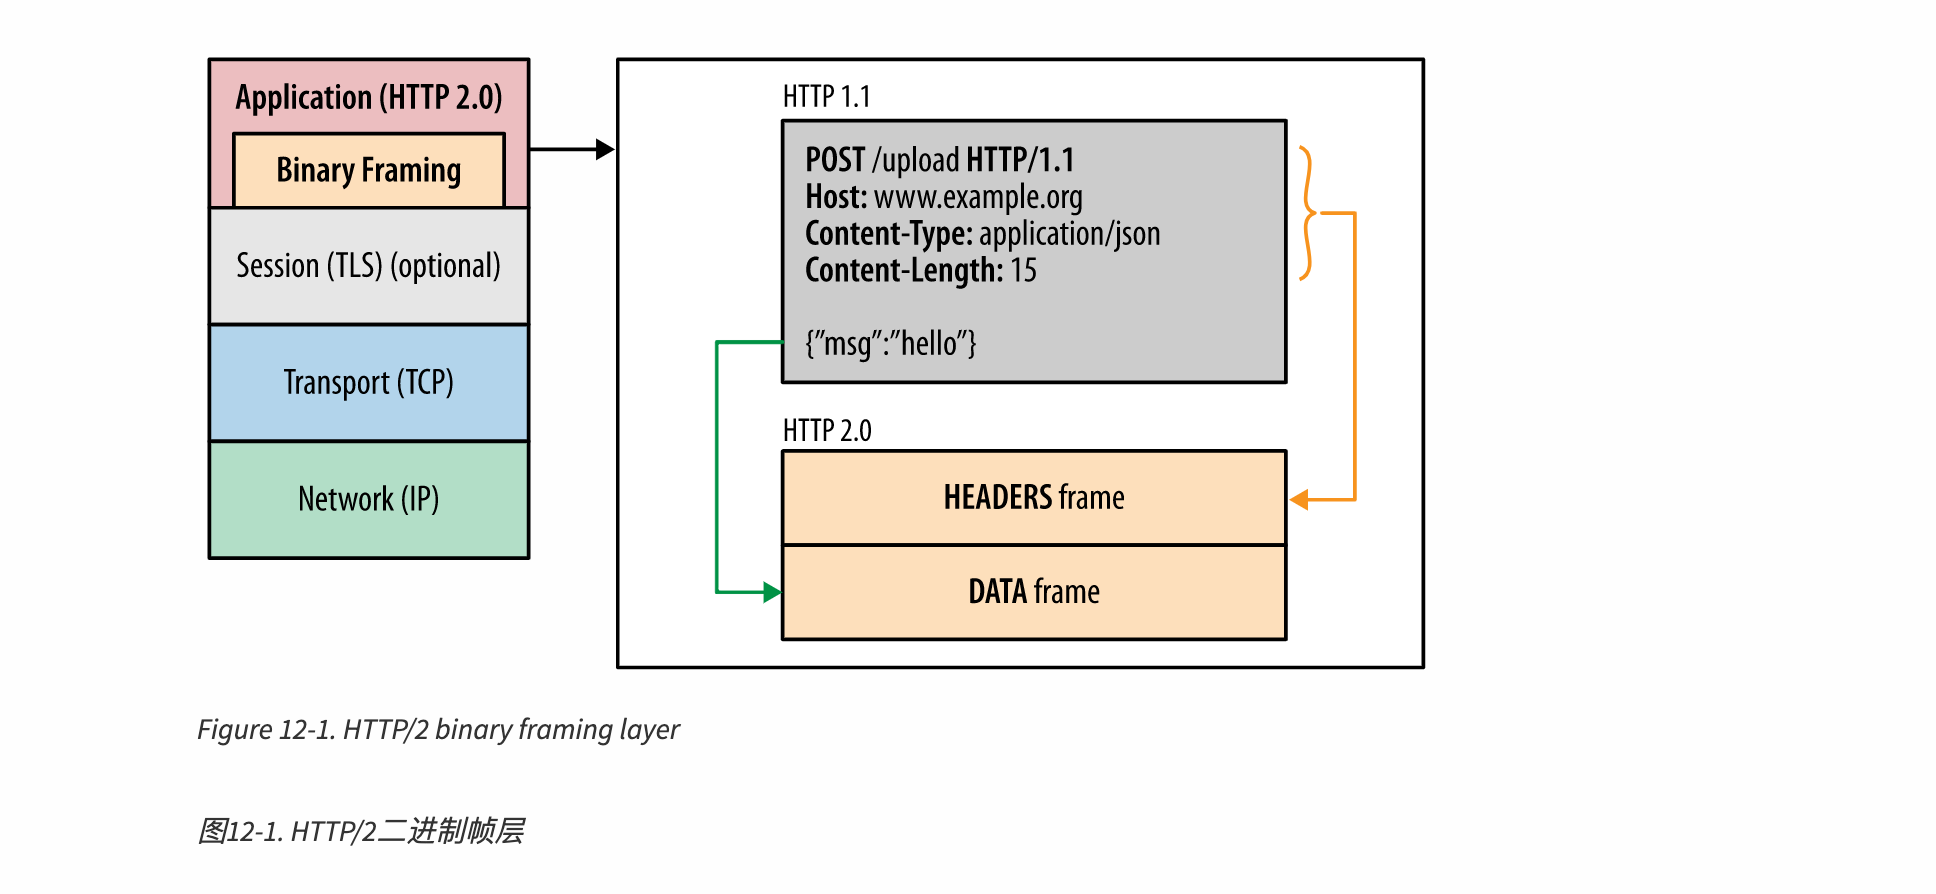 Application (HTTP 2.0)
Binary Framing
Session (TLS) (optional)
Transport (TCP)
Network (IP)
HTTP 1.1
POST /upload HTTP/1.1
Host: www.example.org
Content-Type: application/json
Content-Length: 15
{”msg”:”hello”}
HTTP 2.0
HEADERS frame
DATA frame
Figure 12-1. HTTP/2 binary framing layer
图12-1. HTTP/2二进制帧层